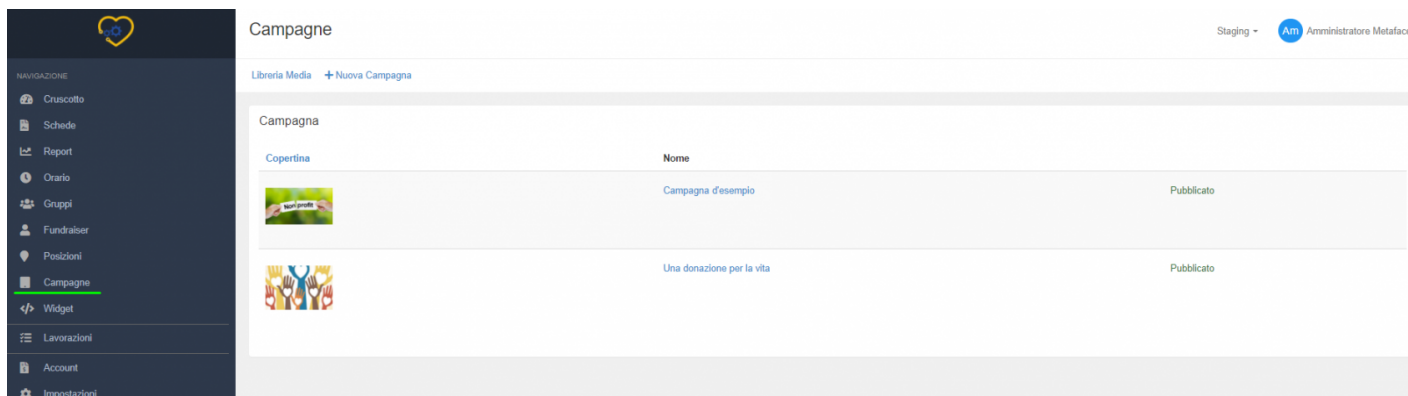 Campagne
Staging
Am
Amministratore Metafacc
NAVIGAZIONE
Cruscotto
Schede
Report
Orario
Gruppi
Fundraiser
Posizioni
Campagne
Widget
Lavorazioni
Account
Impostazioni
Libreria Media + Nuova Campagna
Campagna
Copertina Nome
Non profit
Campagna d'esempio Pubblicato
Una donazione per la vita Pubblicato